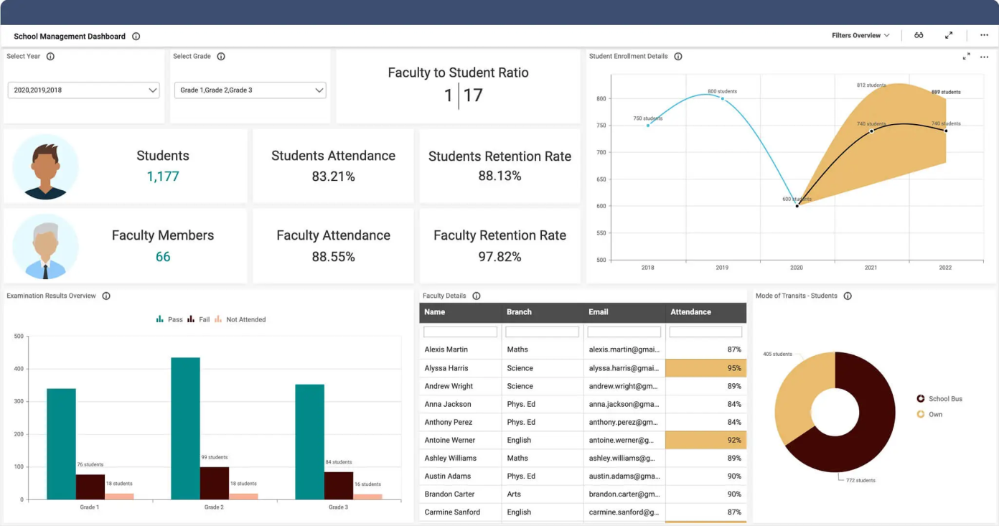 School Management Dashboard
Filters Overview
Select Year
2020,2019,2018
Select Grade
Grade 1,Grade 2,Grade 3
Faculty to Student Ratio
1 17
Students
1,177
Students Attendance
83.21%
Students Retention Rate
88.13%
Faculty Members
66
Faculty Attendance
88.55%
Faculty Retention Rate
97.82%
Student Enrollment Details
800
750
700
650
600
550
500
750 students
800 students
600 students
812 students
740 students
students
740 students
2018 2019 2020 2021 2022
Examination Results Overview
Pass Fail Not Attended
500
400
300
200
100
0
76 students
18 students
99 students
18 students
84 students
16 students
Grade 1 Grade 2 Grade 3
Faculty Details
Name Branch Email Attendance
Alexis Martin Maths alexis.martin@gmai... 87%
Alyssa Harris Science alyssa.harris@gmai... 95%
Andrew Wright Science andrew.wright@gm... 89%
Anna Jackson Phys. Ed anna.jackson@gma... 84%
Anthony Perez Phys. Ed anthony.perez@gm... 84%
Antoine Werner English antoine.werner@g... 92%
Ashley Williams Maths ashley.williams@g... 89%
Austin Adams Phys. Ed austin.adams@gma... 90%
Brandon Carter Arts brandon.carter@gm... 90%
Carmine Sanford English carmine.sanford@g... 87%
Mode of Transits - Students
405 students
772 students
School Bus
Own